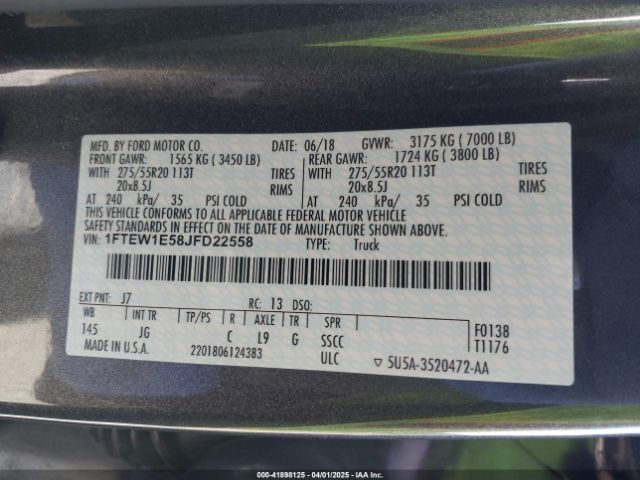 MFD. BY FORD MOTOR CO. DATE: 06/18 GVWR: 3175 KG ( 7000 LB)
FRONT GAWR: 1565 KG ( 3450 LB) REAR GAWR: 1724 KG ( 3800 LB)
WITH 275/55R20 113T TIRES WITH 275/55R20 113T TIRES
20x8.5J RIMS 20x8.5J RIMS
AT 240 kPa/ 35 PSI COLD AT 240 kPa/ 35 PSI COLD
THIS VEHICLE CONFORMS TO ALL APPLICABLE FEDERAL MOTOR VEHICLE
SAFETY STANDARDS IN EFFECT ON THE DATE OF MANUFACTURE SHOWN ABOVE.
VIN: 1FTEW1E58JFD22558 TYPE: Truck
EXT PNT: J7 RC: 13 DSO:
WB INT TR TP/PS R AXLE TR SPR F0138
145 JG C L9 G SSCC T1176
MADE IN U.S.A. 2201806124383 ULC ▽ 5U5A-3520472-AA
000-41898125 - 04/01/2025 - IAAI.COM